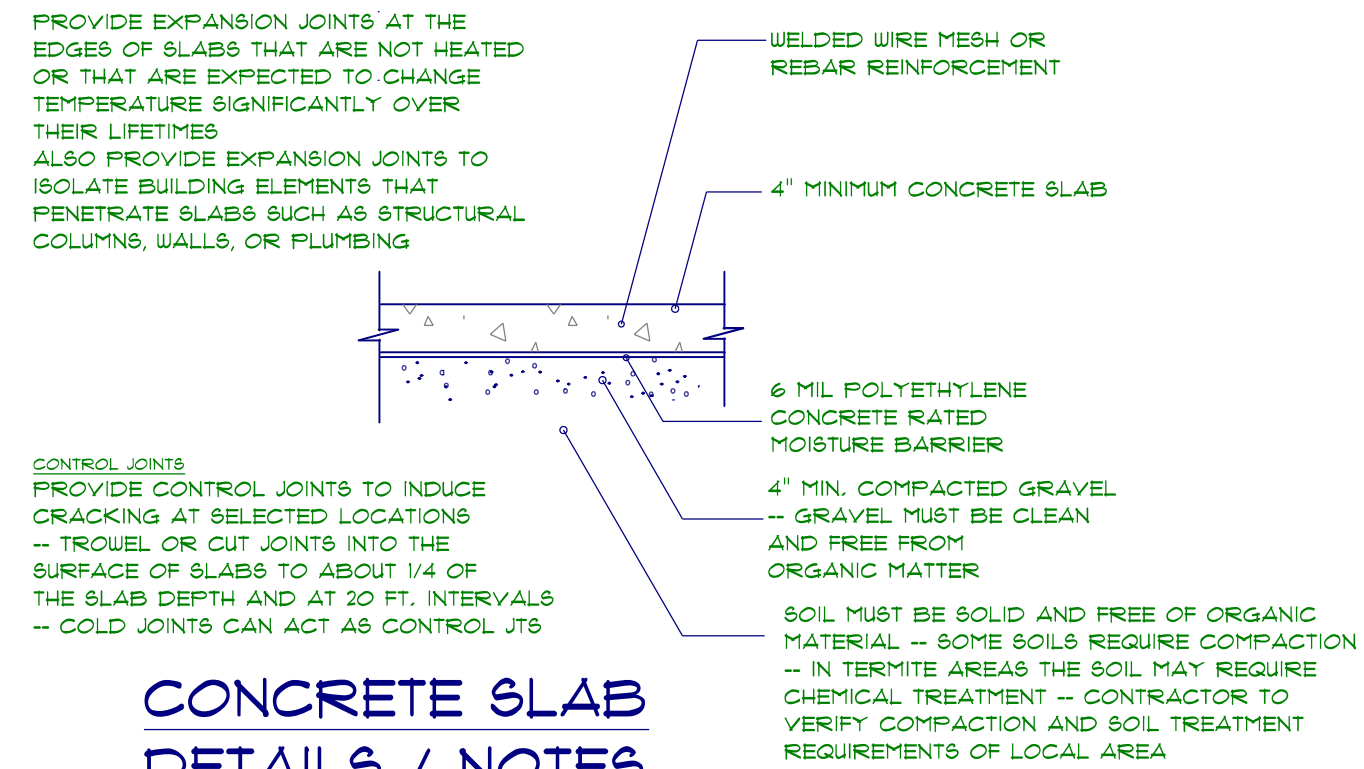 PROVIDE EXPANSION JOINTS AT THE
EDGES OF SLABS THAT ARE NOT HEATED
OR THAT ARE EXPECTED TO CHANGE
TEMPERATURE SIGNIFICANTLY OVER
THEIR LIFETIMES
ALSO PROVIDE EXPANSION JOINTS TO
ISOLATE BUILDING ELEMENTS THAT
PENETRATE SLABS SUCH AS STRUCTURAL
COLUMNS, WALLS, OR PLUMBING
WELDED WIRE MESH OR
REBAR REINFORCEMENT
4" MINIMUM CONCRETE SLAB
6 MIL POLYETHYLENE
CONCRETE RATED
MOISTURE BARRIER
4" MIN. COMPACTED GRAVEL
-- GRAVEL MUST BE CLEAN
AND FREE FROM
ORGANIC MATTER
SOIL MUST BE SOLID AND FREE OF ORGANIC
MATERIAL -- SOME SOILS REQUIRE COMPACTION
-- IN TERMITE AREAS THE SOIL MAY REQUIRE
CHEMICAL TREATMENT -- CONTRACTOR TO
VERIFY COMPACTION AND SOIL TREATMENT
REQUIREMENTS OF LOCAL AREA
CONTROL JOINTS
PROVIDE CONTROL JOINTS TO INDUCE
CRACKING AT SELECTED LOCATIONS
-- TROWEL OR CUT JOINTS INTO THE
SURFACE OF SLABS TO ABOUT 1/4 OF
THE SLAB DEPTH AND AT 20 FT. INTERVALS
-- COLD JOINTS CAN ACT AS CONTROL JTS
CONCRETE SLAB
DETAILS / NOTES